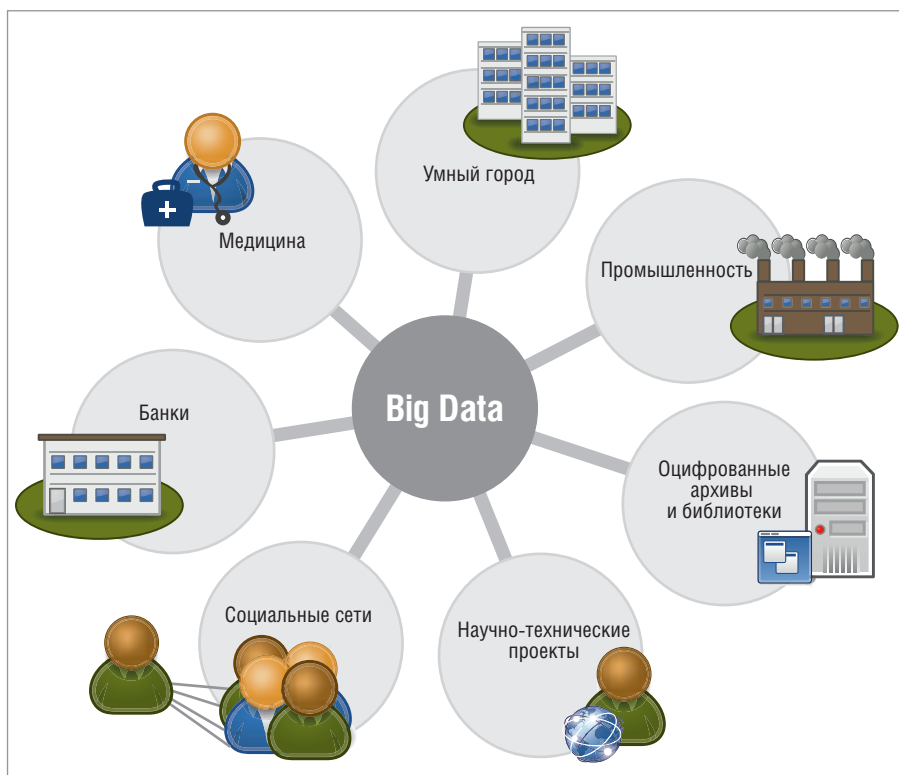 Умный город
Медицина
Промышленность
Big Data
Банки
Оцифрованные
архивы
и библиотеки
Социальные сети
Научно-технические
проекты